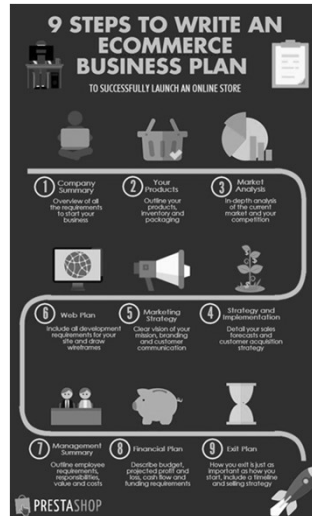 9 STEPS TO WRITE AN
ECOMMERCE
BUSINESS PLAN
TO SUCCESSFULLY LAUNCH AN ONLINE STORE
1 Company
Summary
Overview of all
the requirements
to start your
business
2 Your
Products
Outline your
products,
inventory and
packaging
3 Market
Analysis
In-depth analysis
of the current
market and your
competition
4 Strategy and
Implementation
Detail your sales
forecasts and
customer acquisition
strategy
5 Marketing
Strategy
Clear vision of your
mission, branding
and customer
communication
6 Web Plan
Include all development
requirements for your
site and draw
wireframes
7 Management
Summary
Outline employee
requirements,
responsibilities,
value and costs
8 Financial Plan
Describe budget,
projected profit and
loss, cash flow and
funding requirements
9 Exit Plan
How you exit is just as
important as how you
start, include a timeline
and selling strategy
PRESTASHOP